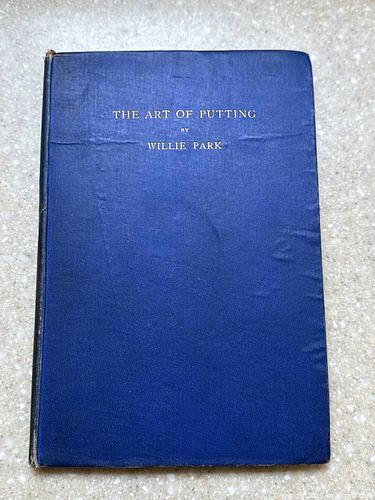 THE ART OF PUTTING
BY
WILLIE PARK